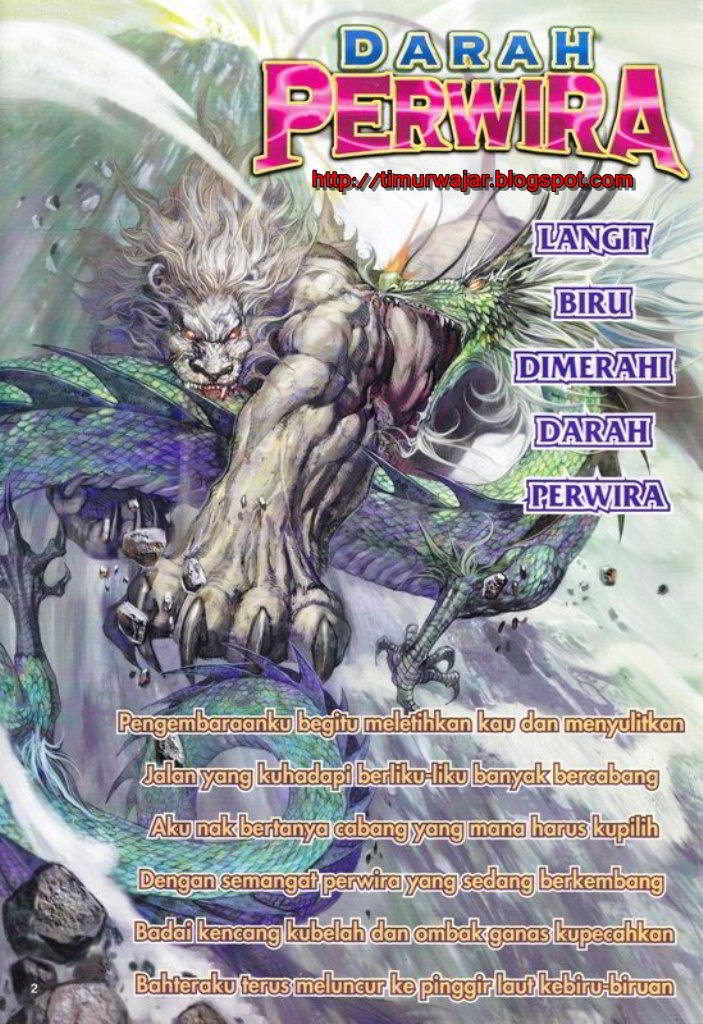 DARAH
PERWIRA
http://timurwajar.blogspot.com
LANGIT
BIRU
DIMERAHI
DARAH
PERWIRA
Pengembaraanku begitu meletihkan kau dan menyulitkan
Jalan yang kuhadapi berliku-liku banyak bercabang
Aku nak bertanya cabang yang mana harus kupilih
Dengan semangat perwira yang sedang berkembang
Badai kencang kubelah dan ombak ganas kupecahkan
Bahteraku terus meluncur ke pinggir laut kebiru-biruan
2